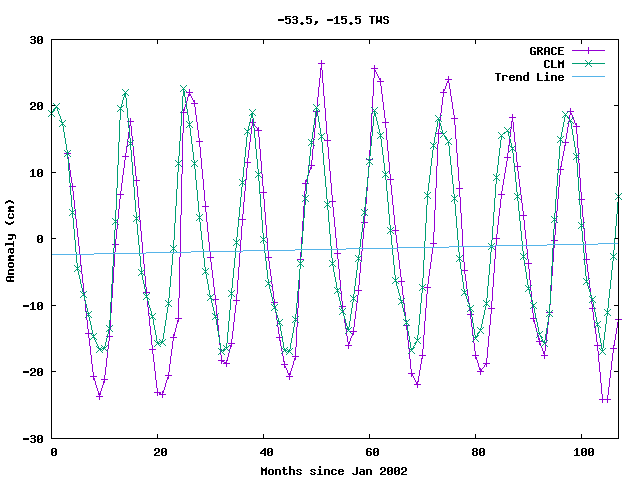 -53.5, -15.5 TWS
GRACE
CLM
Trend Line
30
20
10
0
-10
-20
-30
Anomaly (cm)
0 20 40 60 80 100
Months since Jan 2002